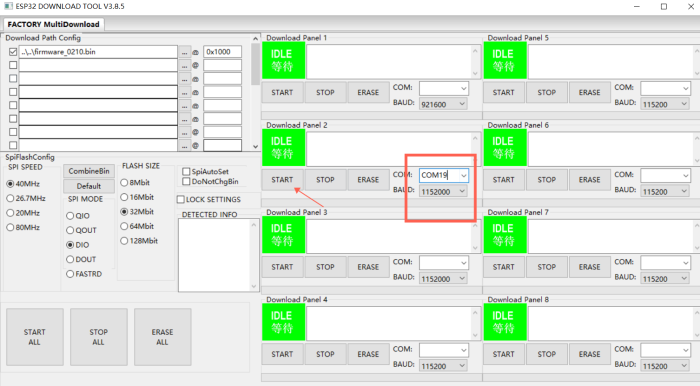 ESP32 DOWNLOAD TOOL V3.8.5
FACTORY MultiDownload
Download Path Config
..\..\firmware_0210.bin ... @ 0x1000
... @
... @
... @
... @
... @
... @
... @
SpiFlashConfig
SPI SPEED
40MHz
26.7MHz
20MHz
80MHz
CombineBin
Default
SPI MODE
QIO
QOUT
DIO
DOUT
FASTRD
FLASH SIZE
8Mbit
16Mbit
32Mbit
64Mbit
128Mbit
SpiAutoSet
DoNotChgBin
LOCK SETTINGS
DETECTED INFO
START
ALL
STOP
ALL
ERASE
ALL
Download Panel 1
IDLE
等待
START STOP ERASE
COM:
BAUD: 921600
Download Panel 2
IDLE
等待
START STOP ERASE
COM: COM19
BAUD: 1152000
Download Panel 3
IDLE
等待
START STOP ERASE
COM:
BAUD: 1152000
Download Panel 4
IDLE
等待
START STOP ERASE
COM:
BAUD: 115200
Download Panel 5
IDLE
等待
START STOP ERASE
COM:
BAUD: 115200
Download Panel 6
IDLE
等待
START STOP ERASE
COM:
BAUD: 115200
Download Panel 7
IDLE
等待
START STOP ERASE
COM:
BAUD: 115200
Download Panel 8
IDLE
等待
START STOP ERASE
COM:
BAUD: 115200